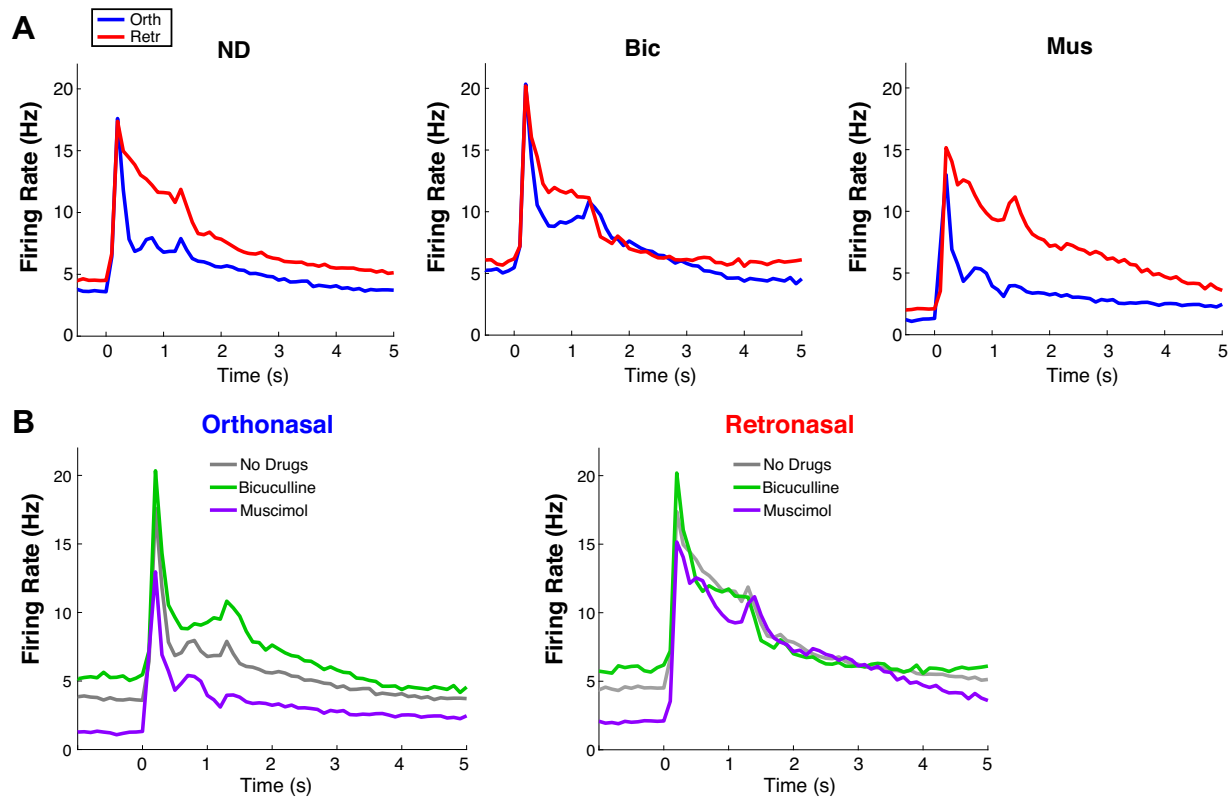 A
Orth
Retr
ND
Bic
Mus
Firing Rate (Hz)
20
15
10
5
0
0 1 2 3 4 5
Time (s)
Firing Rate (Hz)
20
15
10
5
0
0 1 2 3 4 5
Time (s)
Firing Rate (Hz)
20
15
10
5
0
0 1 2 3 4 5
Time (s)
B
Orthonasal
No Drugs
Bicuculline
Muscimol
Firing Rate (Hz)
20
15
10
5
0
0 1 2 3 4 5
Time (s)
Retronasal
No Drugs
Bicuculline
Muscimol
Firing Rate (Hz)
20
15
10
5
0
0 1 2 3 4 5
Time (s)